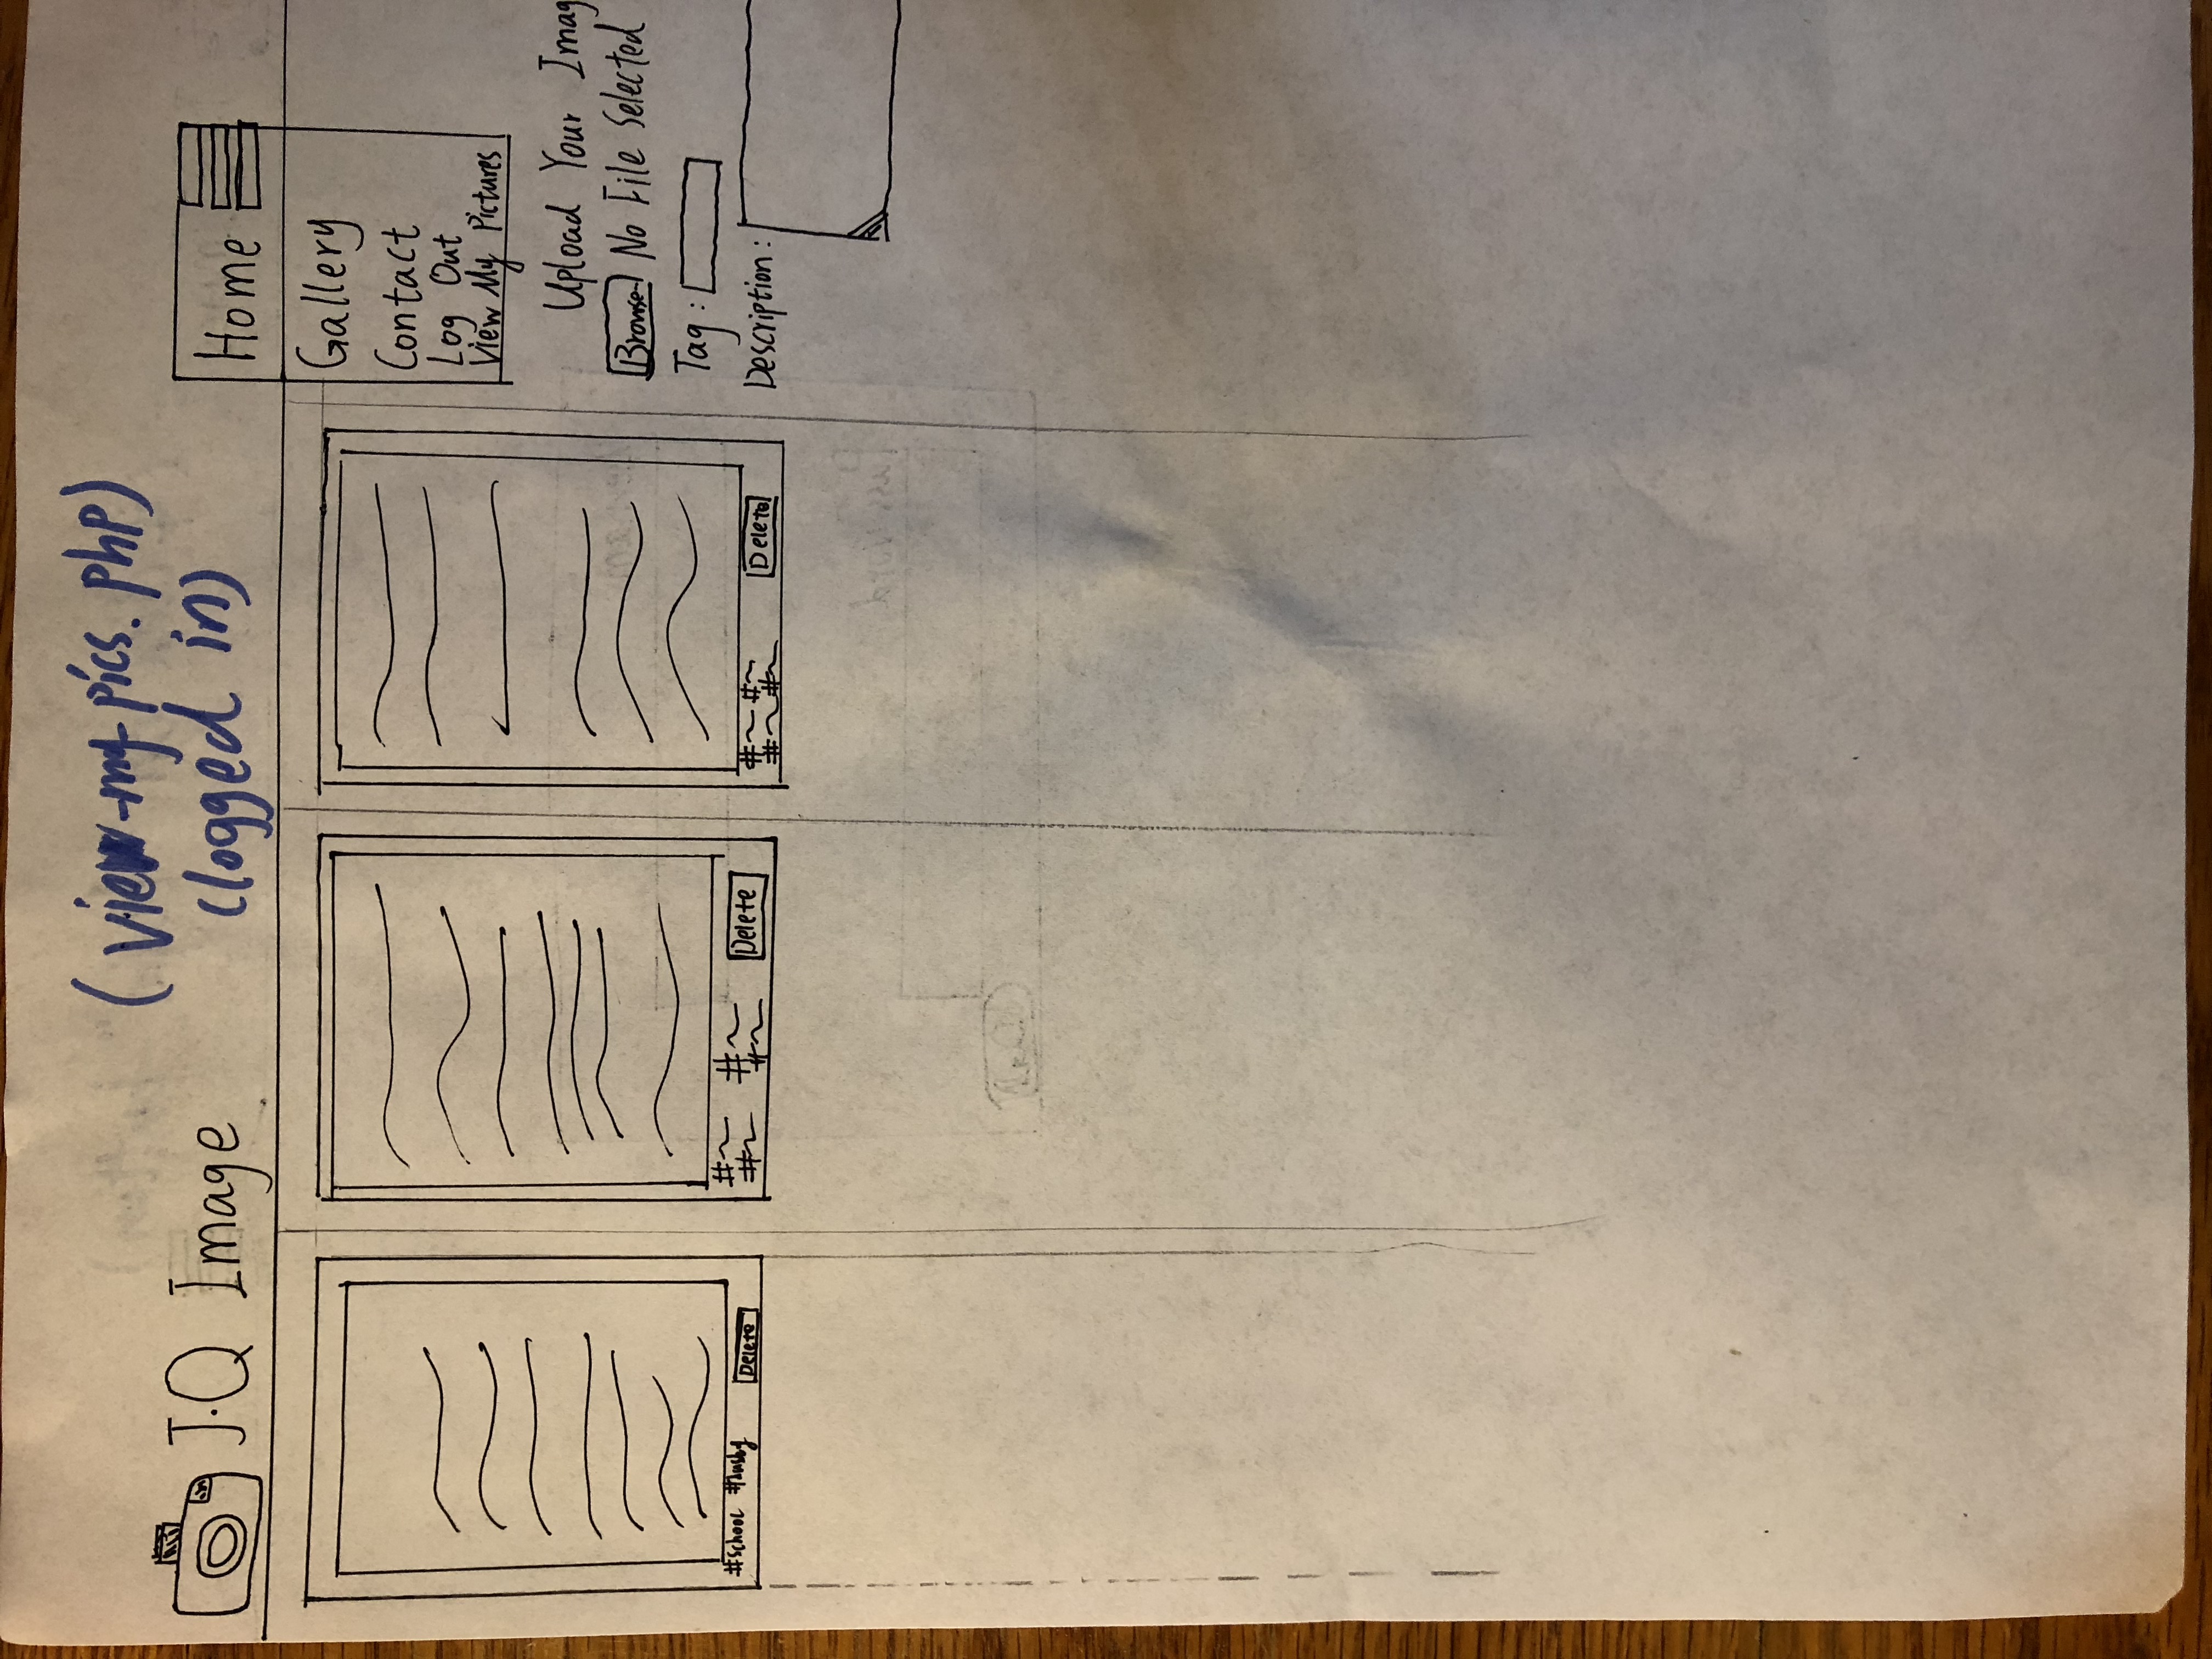 (view-my-pics.php)
(logged in)
J.Q Image
Home
Gallery
Contact
Log Out
View My Pictures
#school
Delete
Delete
Delete
Upload Your Imag
Browse No File Selected
Tag:
Description: